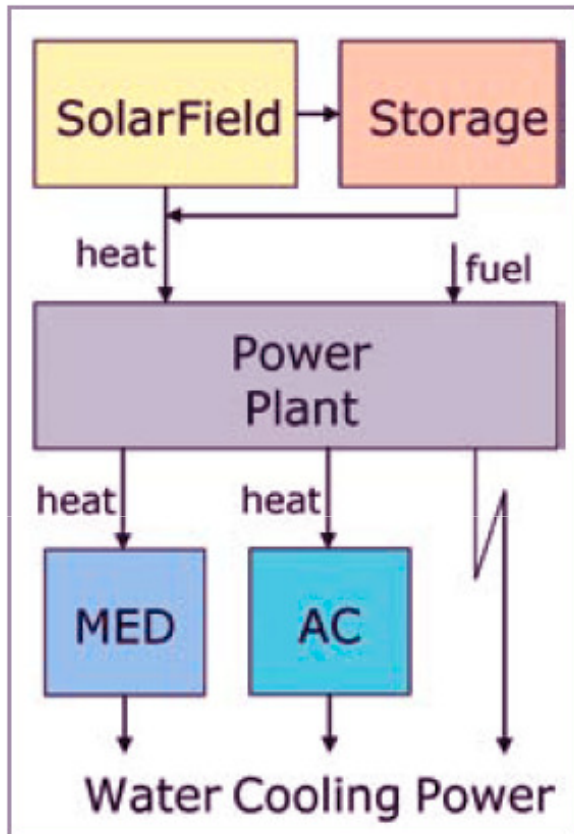 SolarField Storage
heat fuel
Power
Plant
heat heat
MED AC
Water Cooling Power